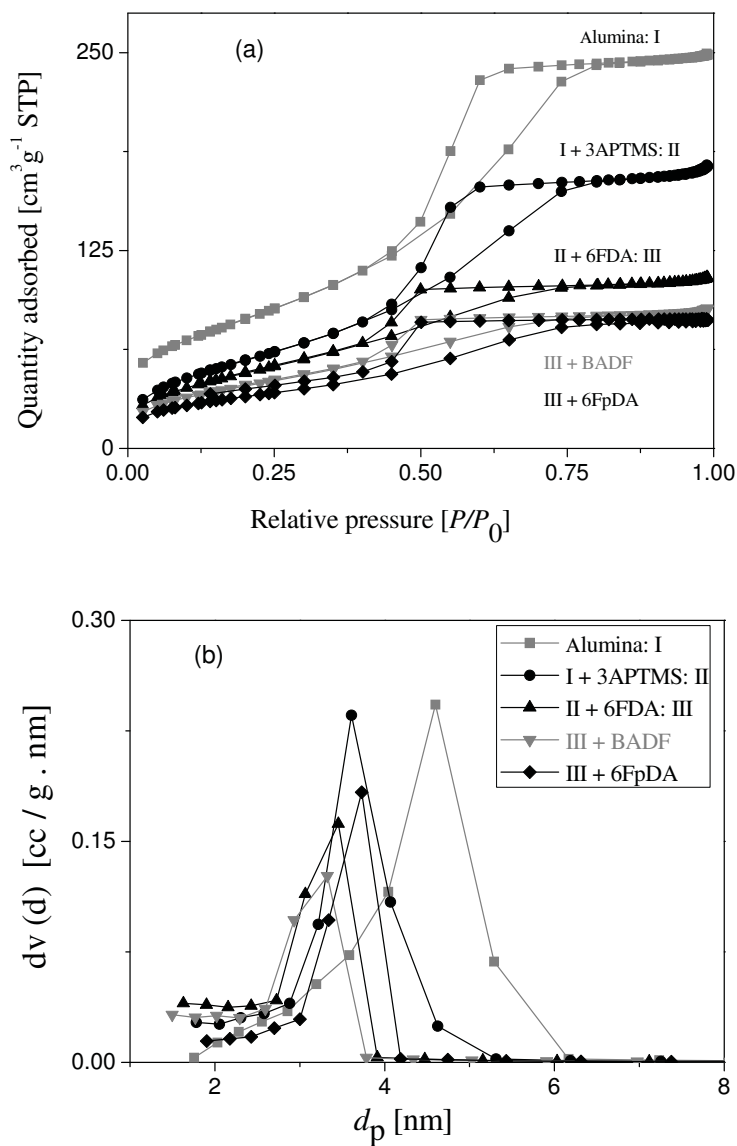 (a)
Alumina: I
250
I + 3APTMS: II
125
II + 6FDA: III
III + BADF
III + 6FpDA
0
0.00 0.25 0.50 0.75 1.00
Quantity adsorbed [cm³g⁻¹ STP]
Relative pressure [P/P₀]
0.30
(b)
Alumina: I
I + 3APTMS: II
II + 6FDA: III
III + BADF
III + 6FpDA
0.15
0.00
2 4 6 8
dv (d) [cc / g . nm]
dₚ [nm]